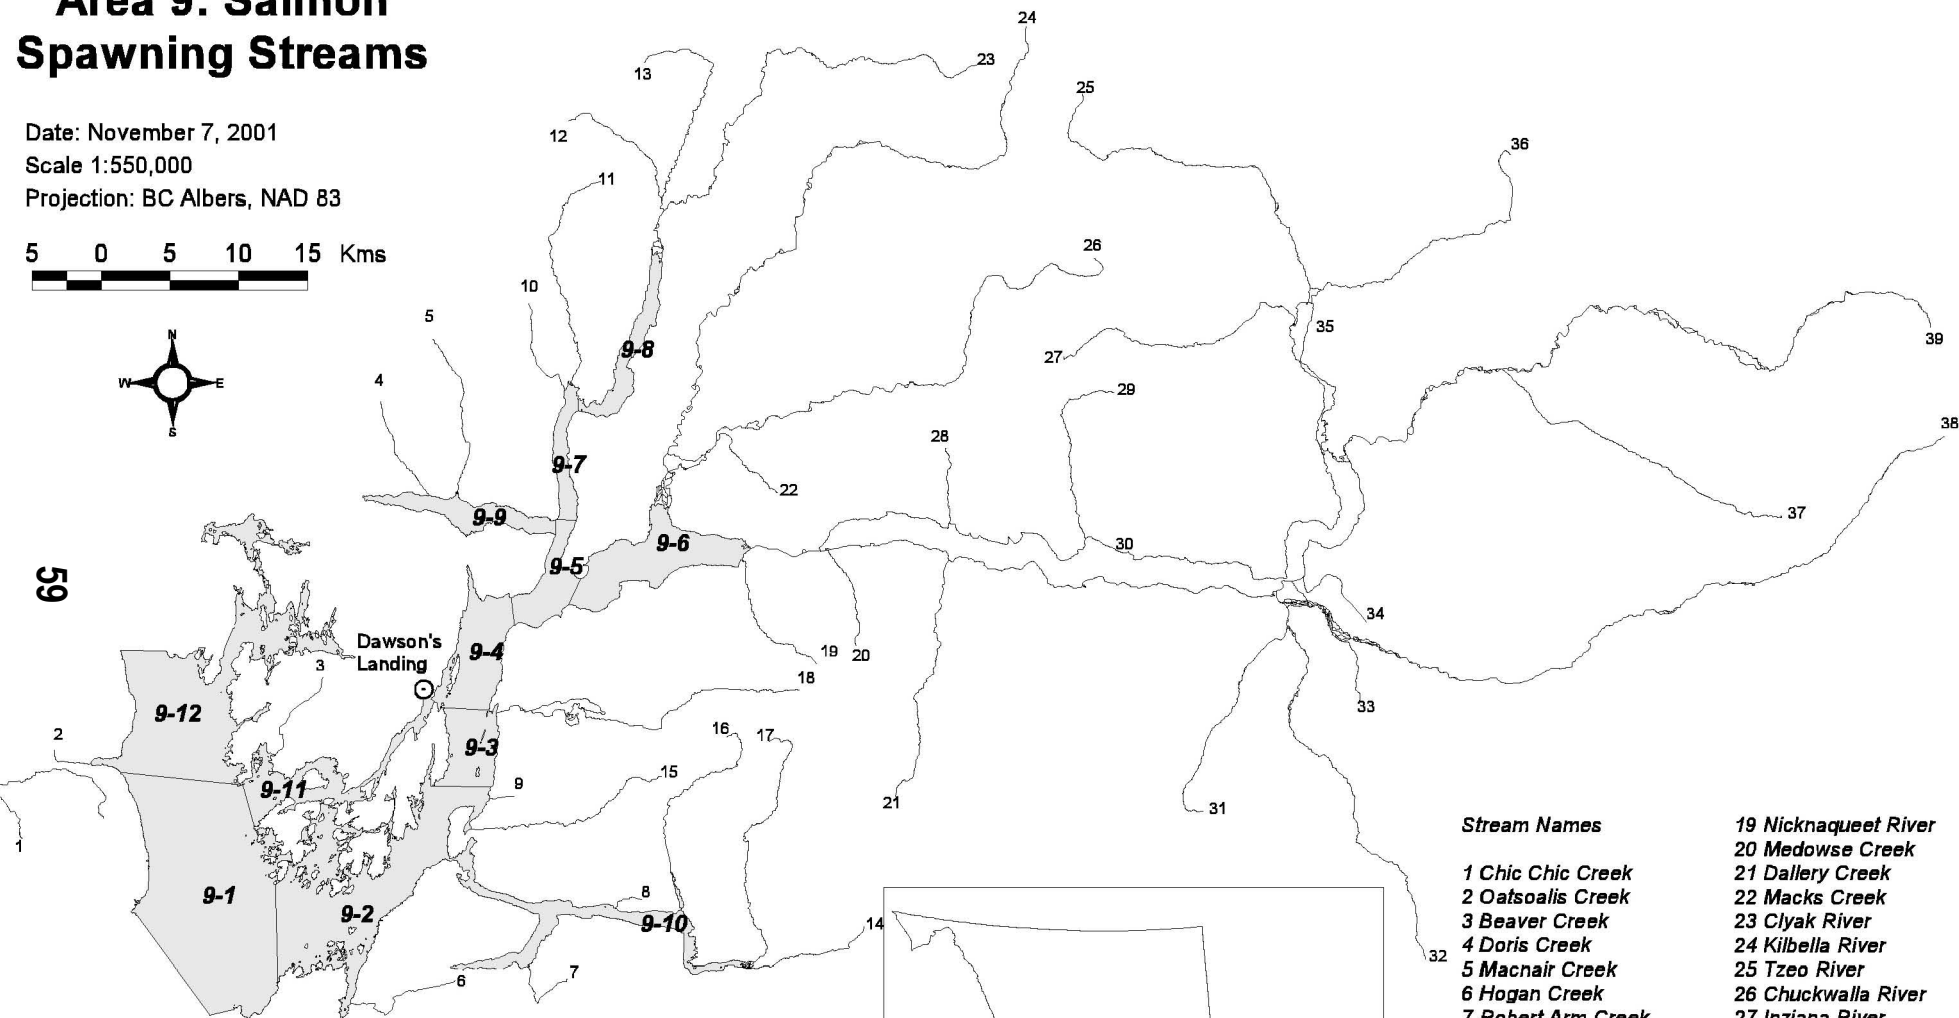 Area 9: Salmon
Spawning Streams
Date: November 7, 2001
Scale 1:550,000
Projection: BC Albers, NAD 83
5 0 5 10 15 Kms
N
W E
S
59
Dawson's
Landing
9-1
9-2
9-3
9-4
9-5
9-6
9-7
9-8
9-9
9-10
9-11
9-12
1
2
3
4
5
6
7
8
9
10
11
12
13
14
15
16
17
18
19
20
21
22
23
24
25
26
27
28
29
30
31
32
33
34
35
36
37
38
39
Stream Names
1 Chic Chic Creek
2 Oatsoalis Creek
3 Beaver Creek
4 Doris Creek
5 Macnair Creek
6 Hogan Creek
7 Robert Arm Creek
19 Nicknaqueet River
20 Medowse Creek
21 Dallery Creek
22 Macks Creek
23 Clyak River
24 Kilbella River
25 Tzeo River
26 Chuckwalla River
27 Inziana River